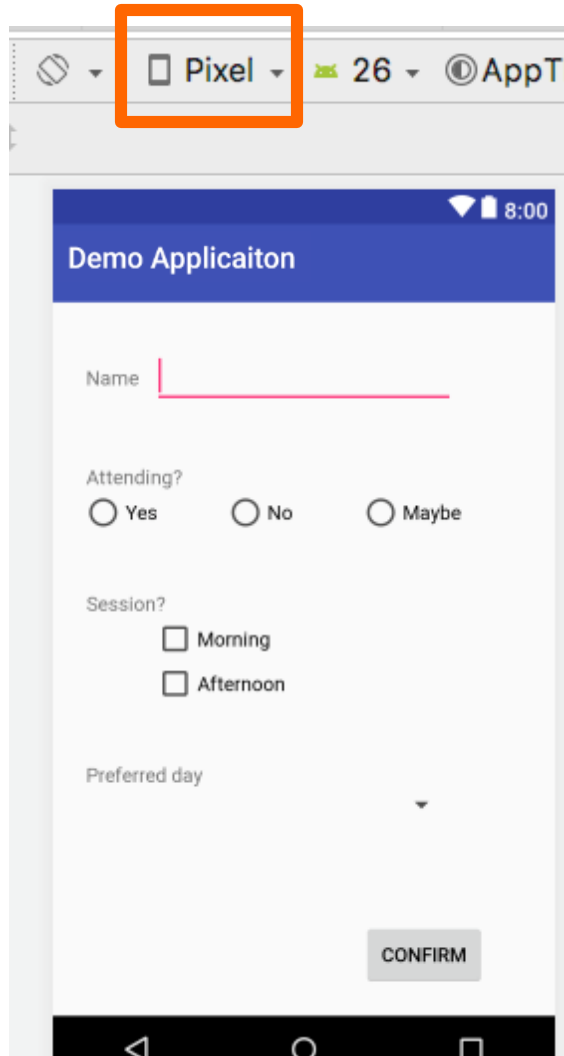 Pixel 26 AppT
8:00
Demo Applicaiton
Name
Attending?
Yes No Maybe
Session?
Morning
Afternoon
Preferred day
CONFIRM